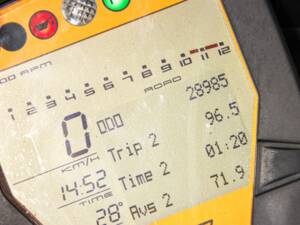 000 RPM
1 2 3 4 5 6 7 8 9 10 11 12
ROAD
0 ODO 28985
KM/H Trip 2 96.5
14:52 Time 2 01:20
TIME
28° Avs 2 71.9